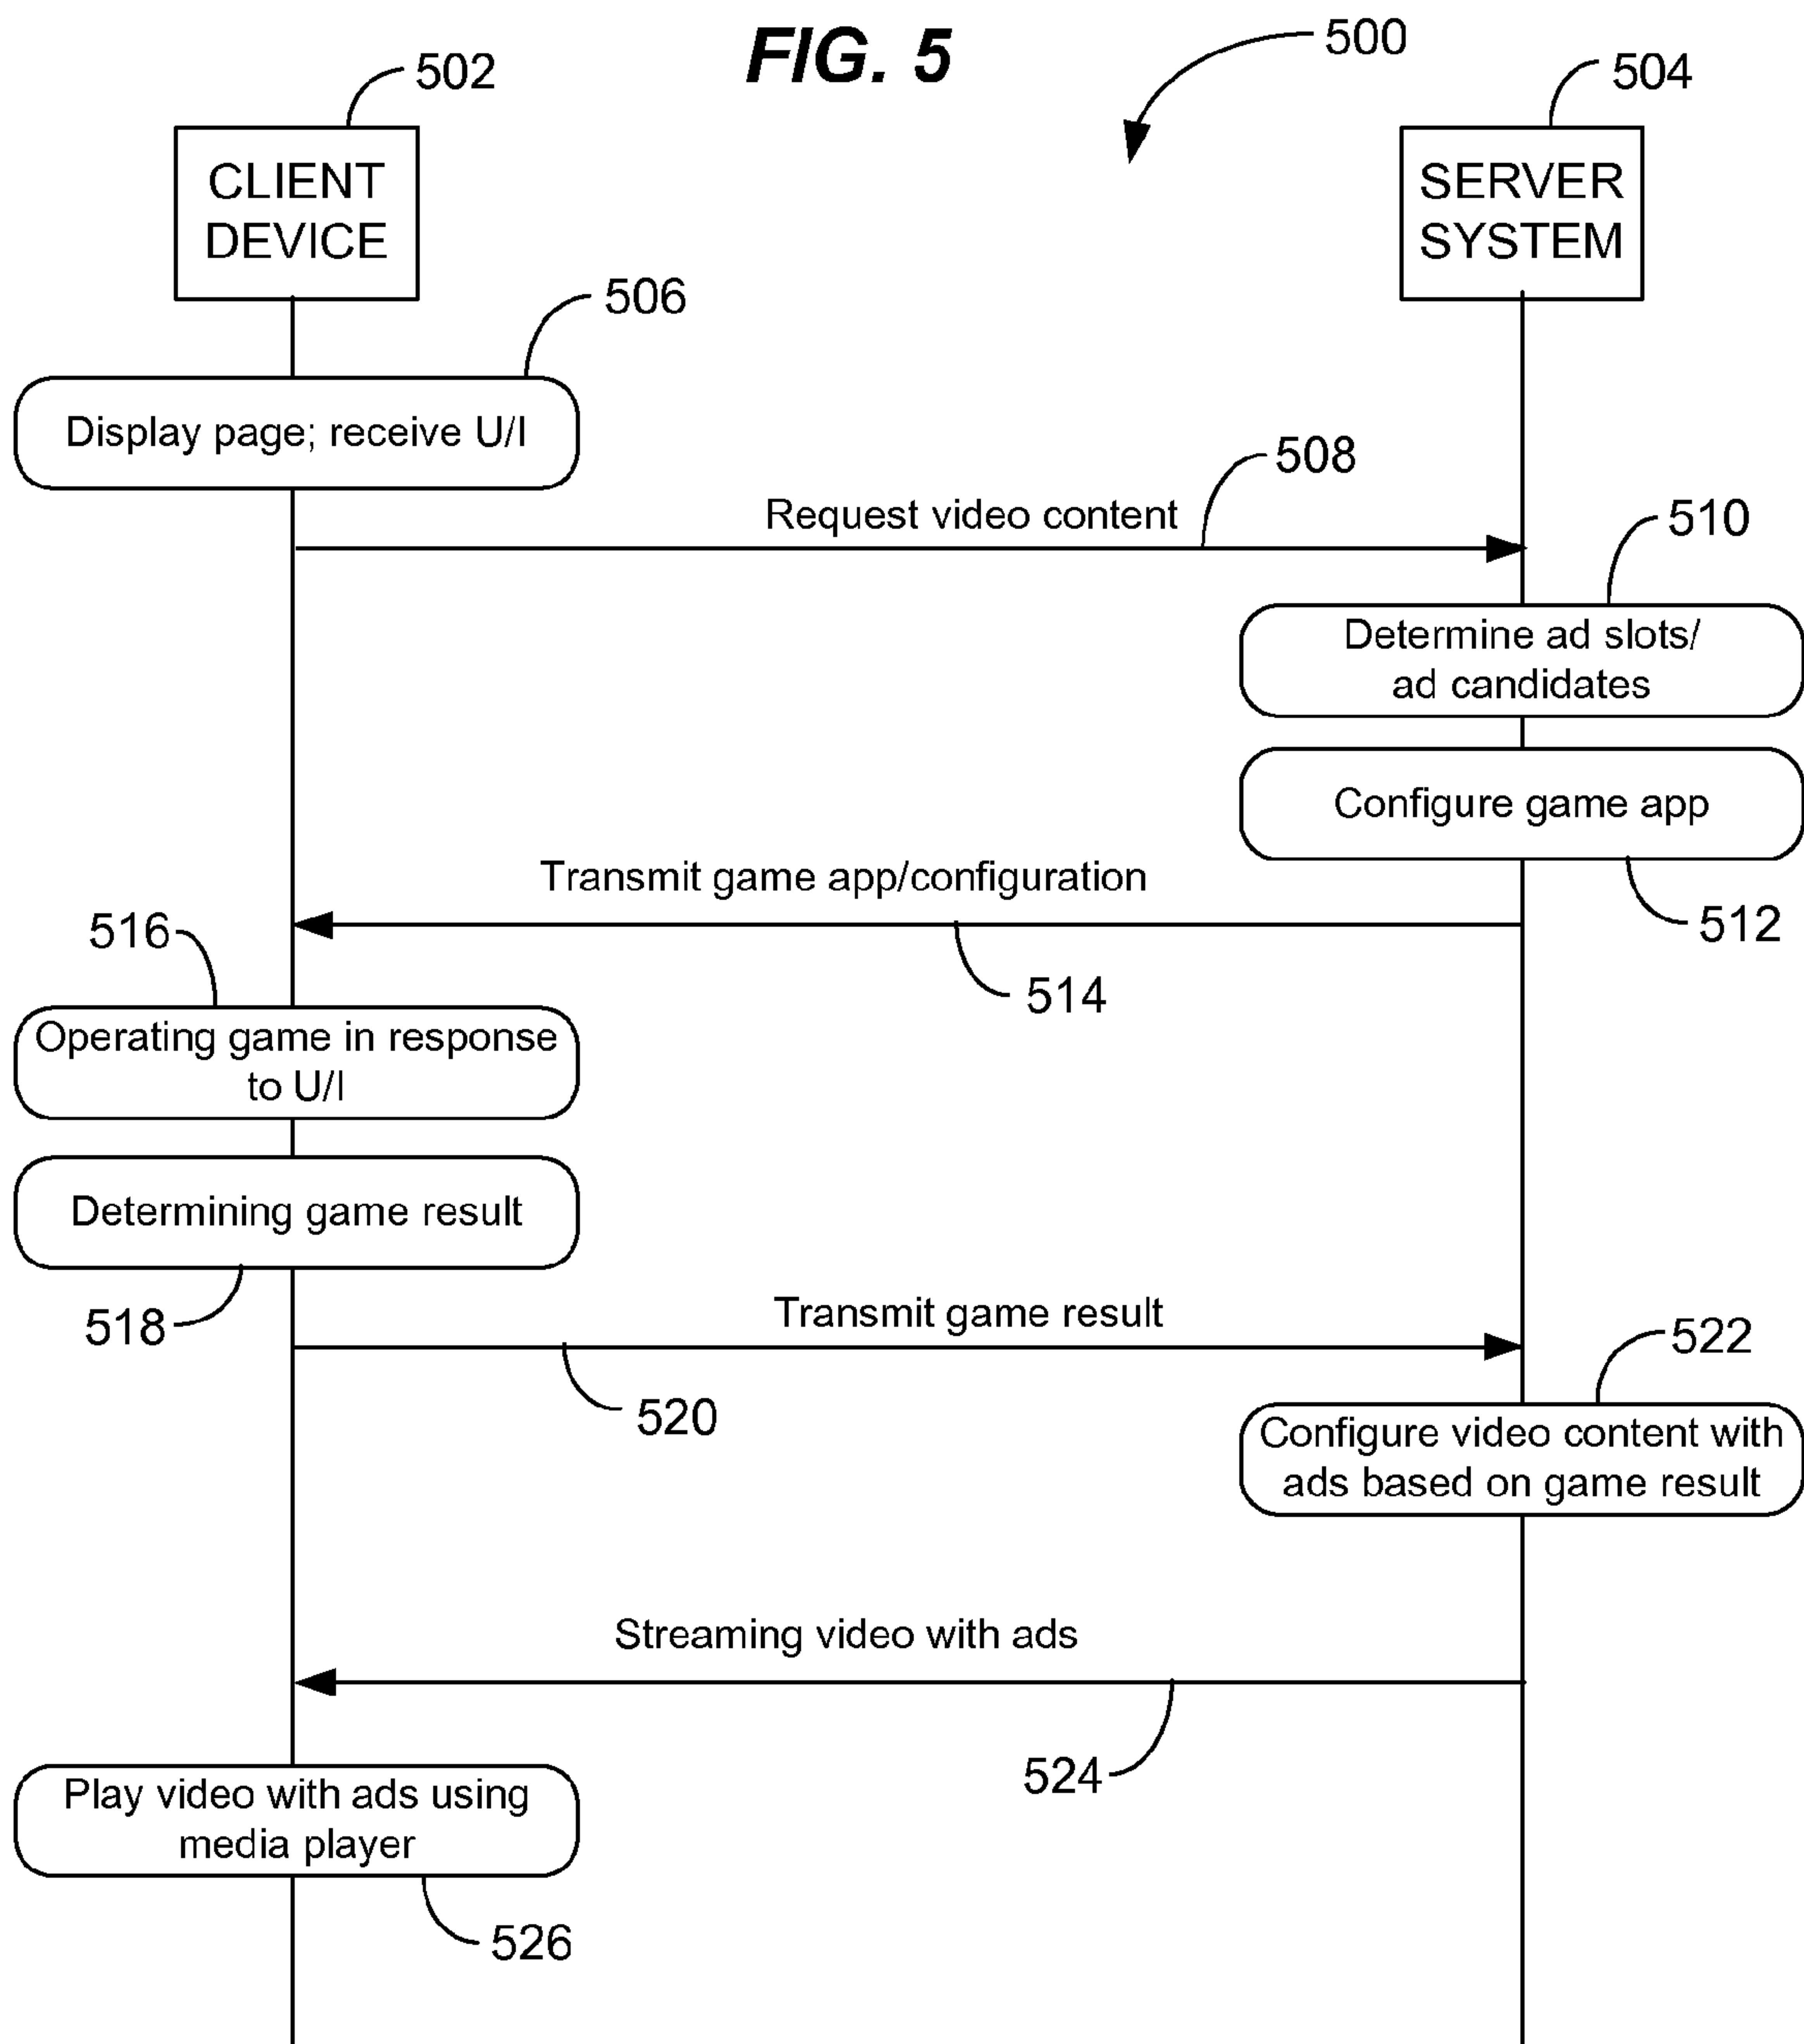 FIG. 5
500
502
504
CLIENT
DEVICE
SERVER
SYSTEM
506
Display page; receive U/I
508
Request video content
510
Determine ad slots/
ad candidates
Configure game app
512
Transmit game app/configuration
514
516
Operating game in response
to U/I
Determining game result
518
Transmit game result
520
522
Configure video content with
ads based on game result
Streaming video with ads
524
Play video with ads using
media player
526